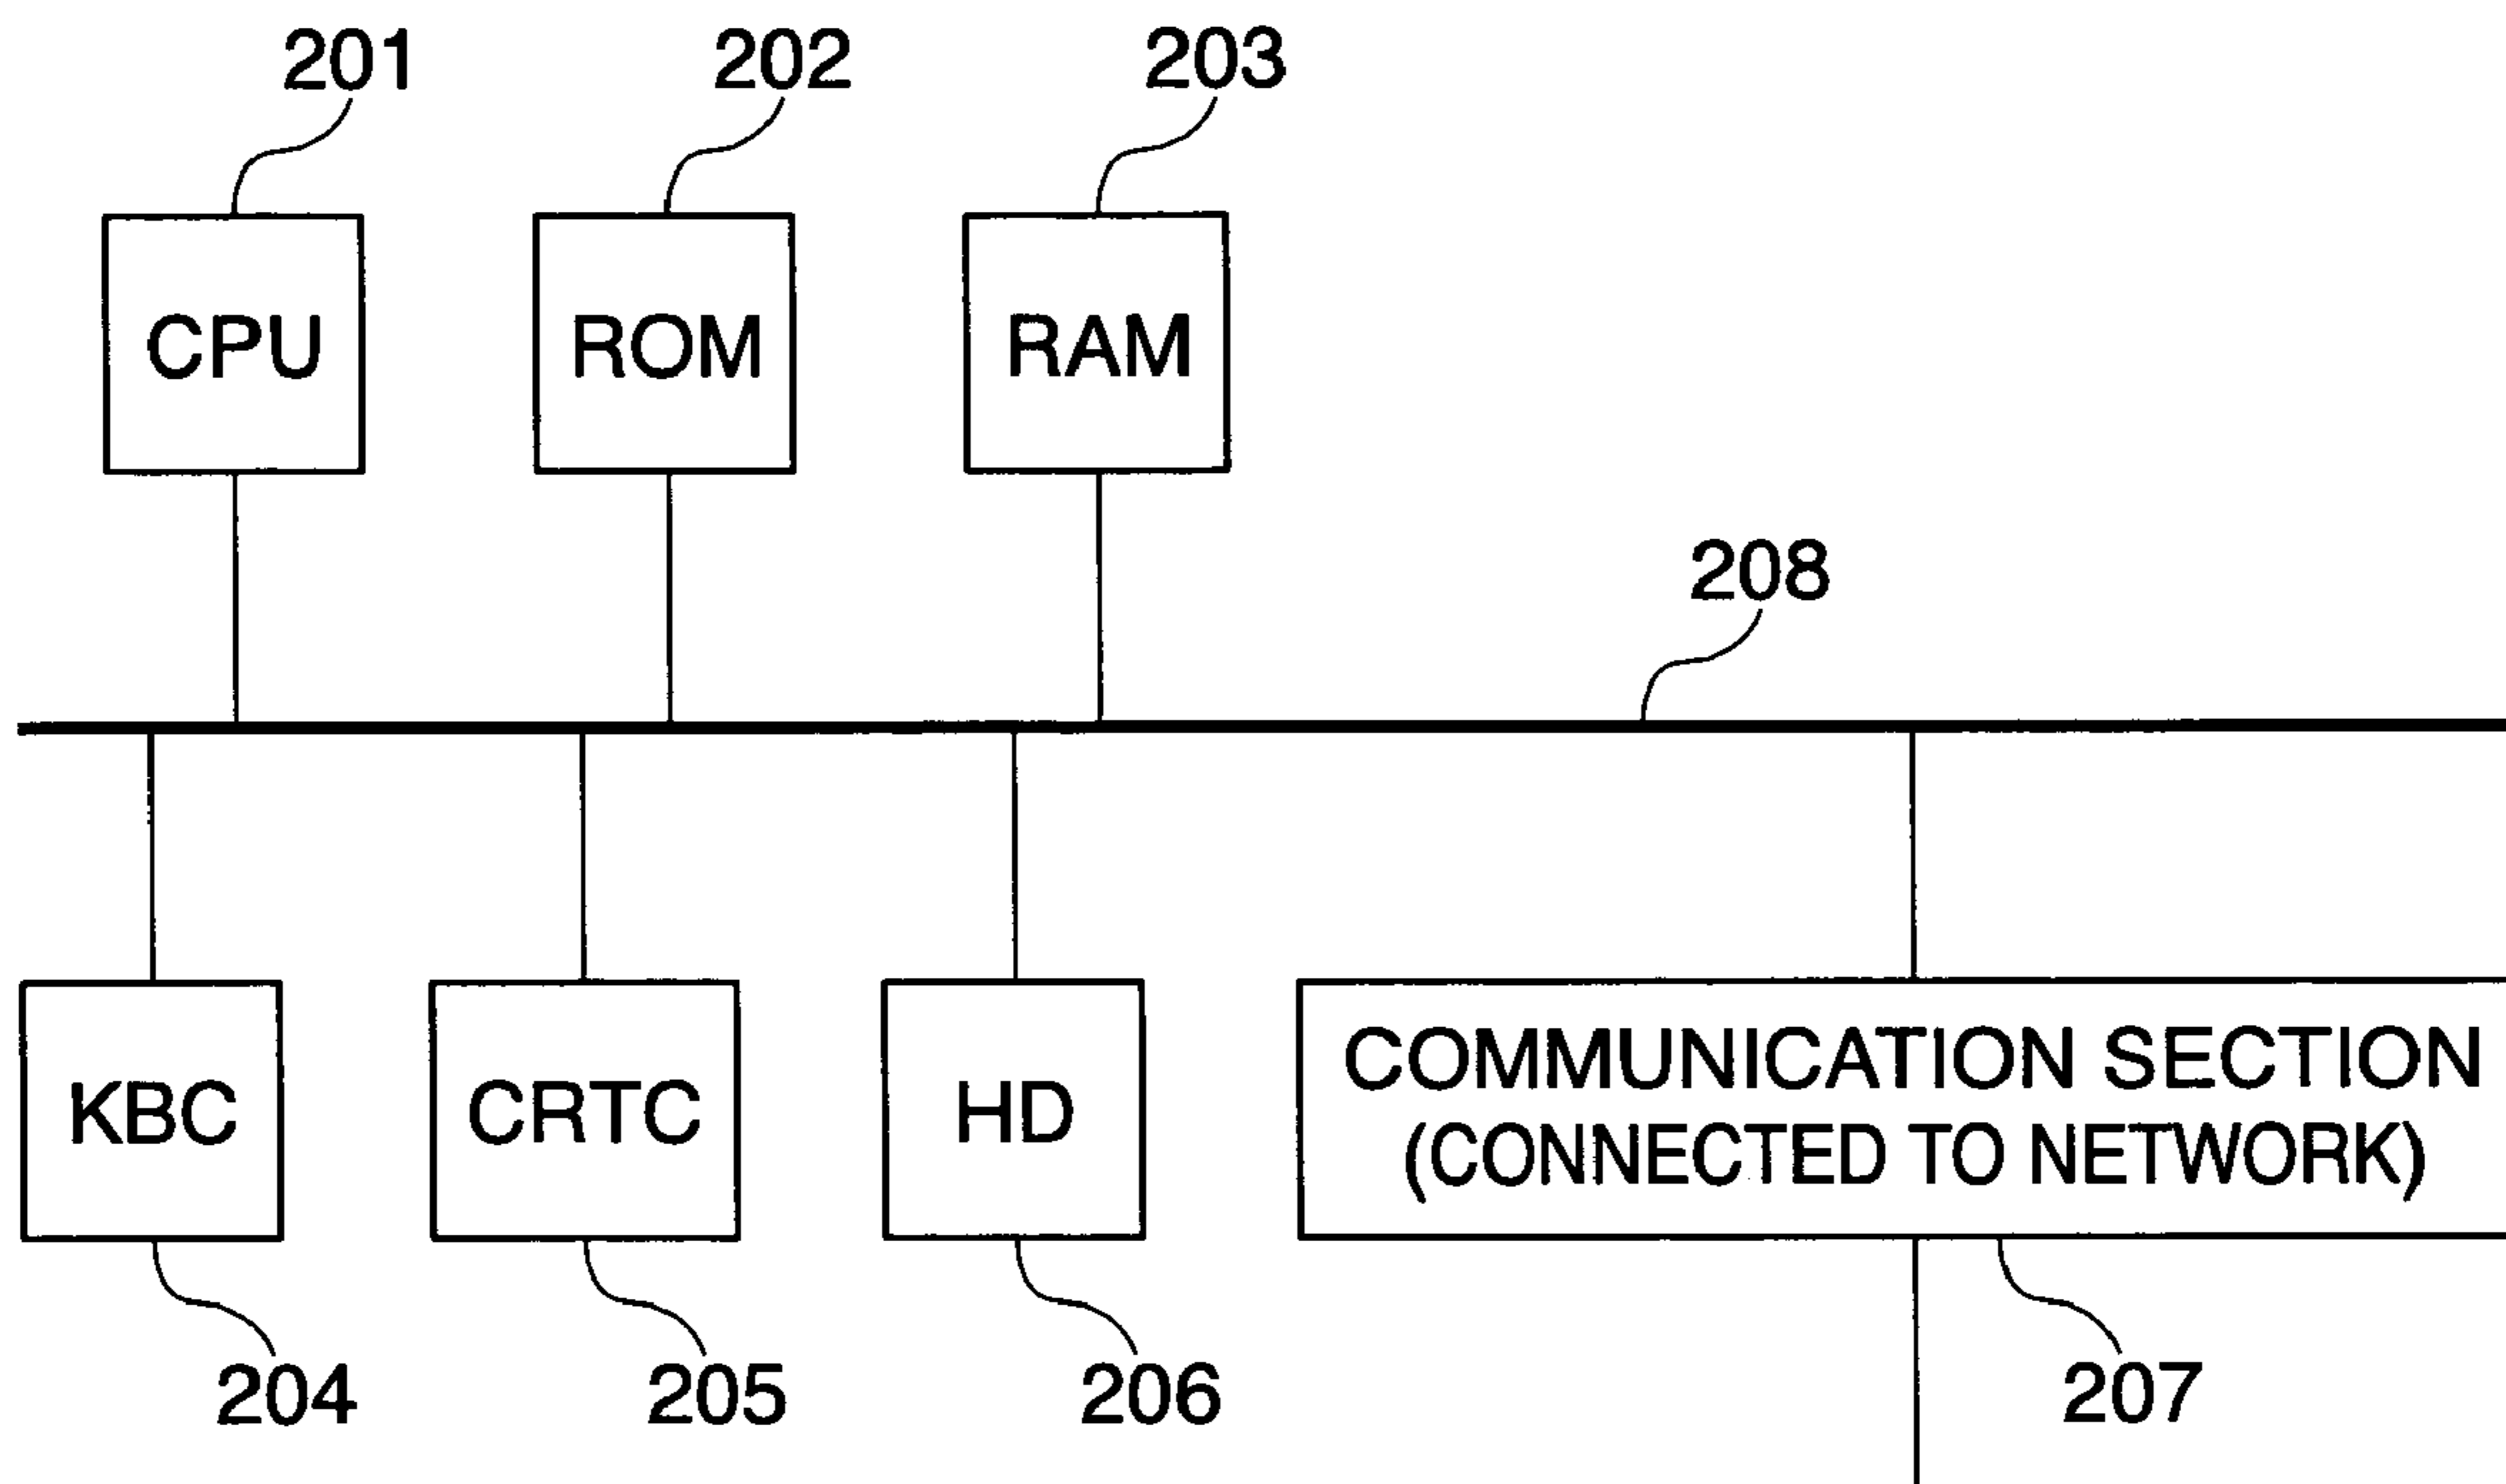 201
202
203
CPU
ROM
RAM
208
KBC
CRTC
HD
COMMUNICATION SECTION
(CONNECTED TO NETWORK)
204
205
206
207